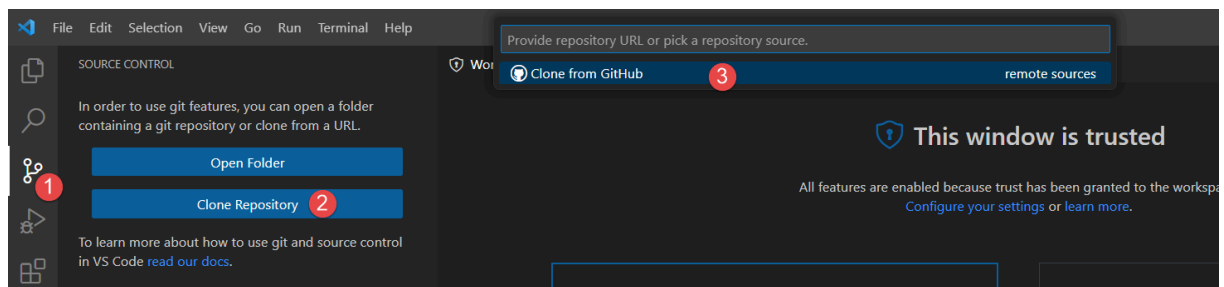 File Edit Selection View Go Run Terminal Help
Provide repository URL or pick a repository source.
SOURCE CONTROL
Wor
Clone from GitHub
3
remote sources
In order to use git features, you can open a folder
containing a git repository or clone from a URL.
This window is trusted
Open Folder
1
All features are enabled because trust has been granted to the workspa
Clone Repository 2
Configure your settings or learn more.
To learn more about how to use git and source control
in VS Code read our docs.